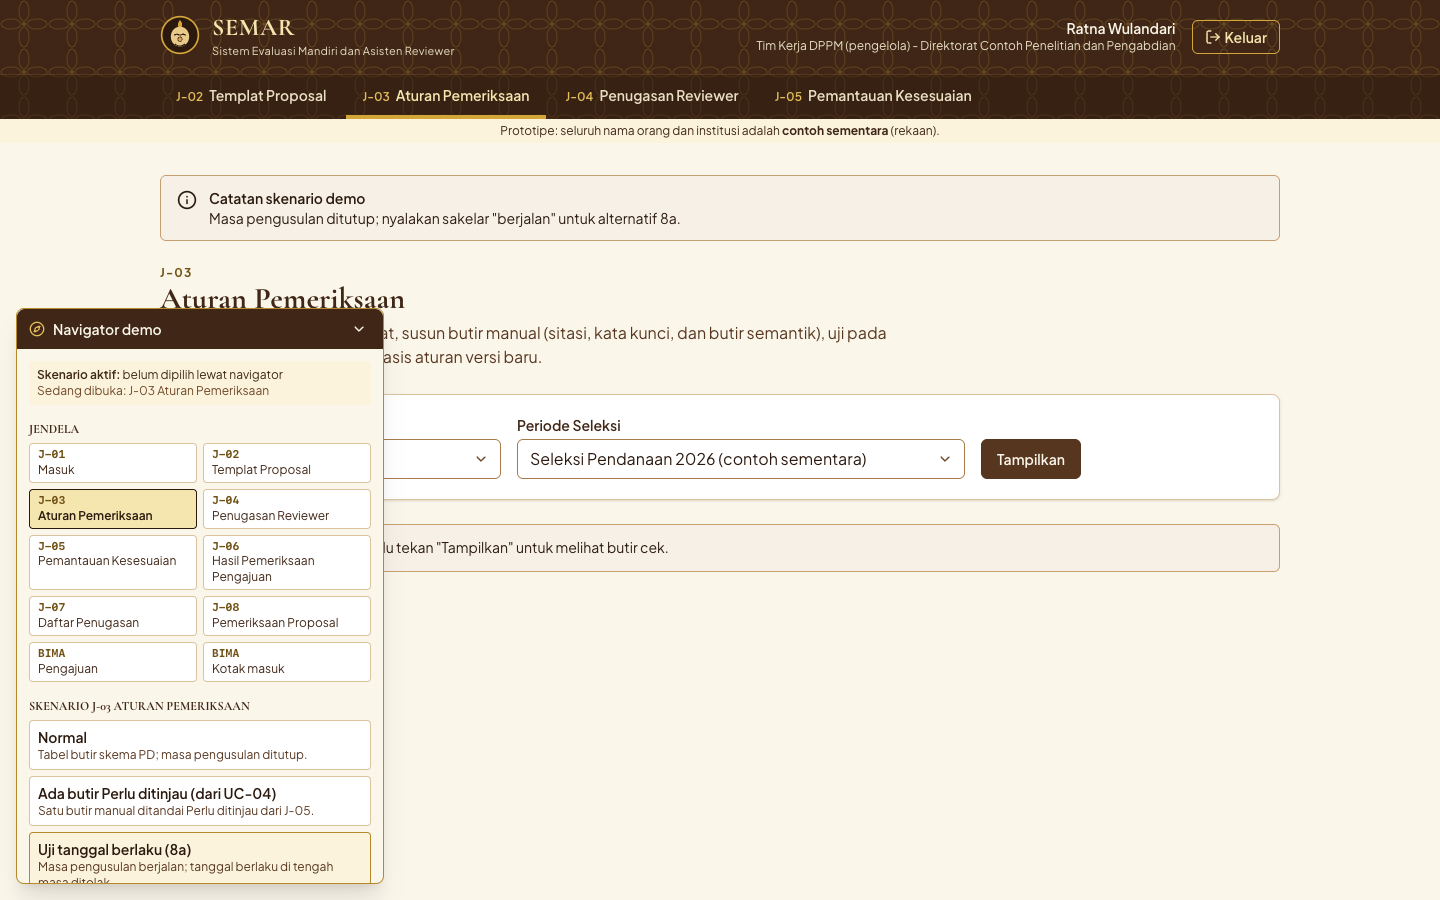 SEMAR
Sistem Evaluasi Mandiri dan Asisten Reviewer
Ratna Wulandari
Tim Kerja DPPM (pengelola) - Direktorat Contoh Penelitian dan Pengabdian
Keluar
J-02 Templat Proposal
J-03 Aturan Pemeriksaan
J-04 Penugasan Reviewer
J-05 Pemantauan Kesesuaian
Prototipe: seluruh nama orang dan institusi adalah contoh sementara (rekaan).
Catatan skenario demo
Masa pengusulan ditutup; nyalakan sakelar "berjalan" untuk alternatif 8a.
J-03
Aturan Pemeriksaan
at, susun butir manual (sitasi, kata kunci, dan butir semantik), uji pada
asis aturan versi baru.
Periode Seleksi
Seleksi Pendanaan 2026 (contoh sementara)
Tampilkan
lu tekan "Tampilkan" untuk melihat butir cek.
Navigator demo
Skenario aktif: belum dipilih lewat navigator
Sedang dibuka: J-03 Aturan Pemeriksaan
JENDELA
J-01
Masuk
J-02
Templat Proposal
J-03
Aturan Pemeriksaan
J-04
Penugasan Reviewer
J-05
Pemantauan Kesesuaian
J-06
Hasil Pemeriksaan
Pengajuan
J-07
Daftar Penugasan
J-08
Pemeriksaan Proposal
BIMA
Pengajuan
BIMA
Kotak masuk
SKENARIO J-03 ATURAN PEMERIKSAAN
Normal
Tabel butir skema PD; masa pengusulan ditutup.
Ada butir Perlu ditinjau (dari UC-04)
Satu butir manual ditandai Perlu ditinjau dari J-05.
Uji tanggal berlaku (8a)
Masa pengusulan berjalan; tanggal berlaku di tengah
masa ditolak.